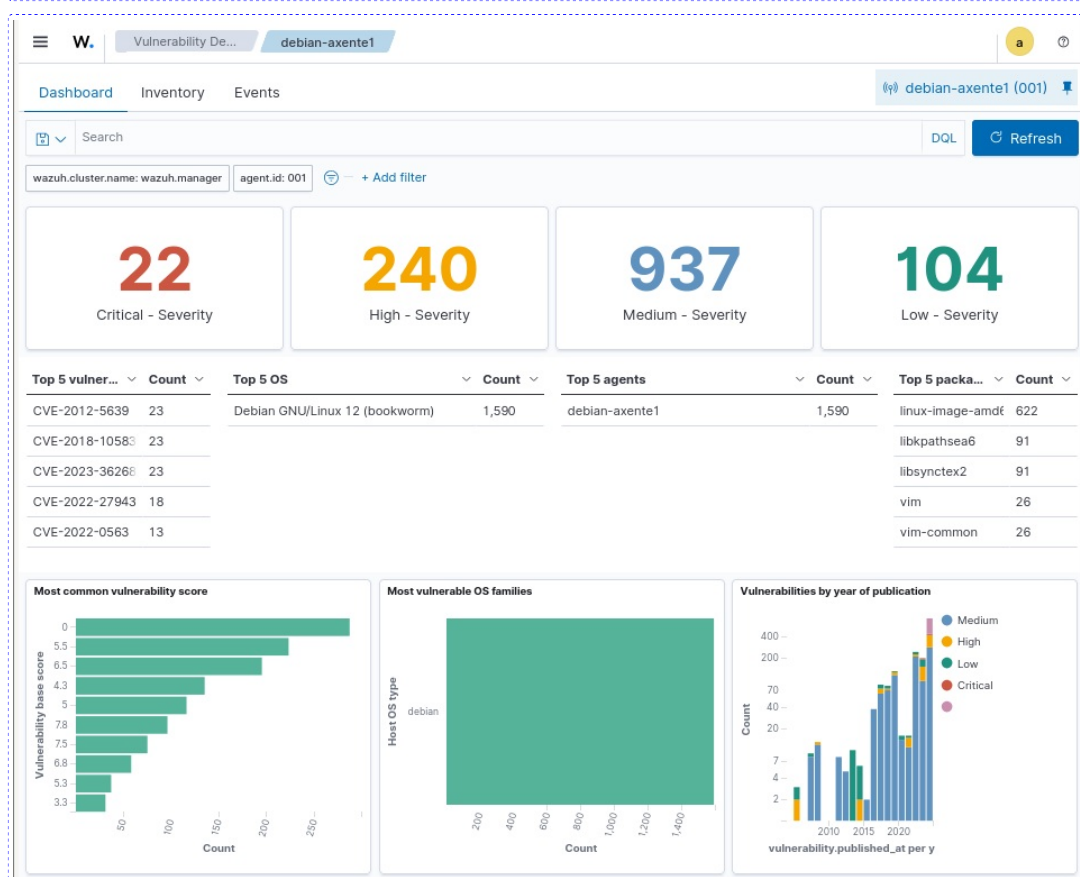 W.
Vulnerability De...
debian-axente1
a
Dashboard Inventory Events
debian-axente1 (001)
Search
DQL
Refresh
wazuh.cluster.name: wazuh.manager
agent.id: 001
+ Add filter
22
Critical - Severity
240
High - Severity
937
Medium - Severity
104
Low - Severity
Top 5 vulner... Count
CVE-2012-5639 23
CVE-2018-10583 23
CVE-2023-36268 23
CVE-2022-27943 18
CVE-2022-0563 13
Top 5 OS Count
Debian GNU/Linux 12 (bookworm) 1,590
Top 5 agents Count
debian-axente1 1,590
Top 5 packa... Count
linux-image-amd6 622
libkpathsea6 91
libsynctex2 91
vim 26
vim-common 26
Most common vulnerability score
Vulnerability base score
0
5.5
6.5
4.3
5
7.8
7.5
6.8
5.3
3.3
50 100 150 200 250
Count
Most vulnerable OS families
Host OS type
debian
200 400 600 800 1,000 1,200 1,400
Count
Vulnerabilities by year of publication
Count
400
200
70
40
20
7
4
2
2010 2015 2020
vulnerability.published_at per y
Medium
High
Low
Critical